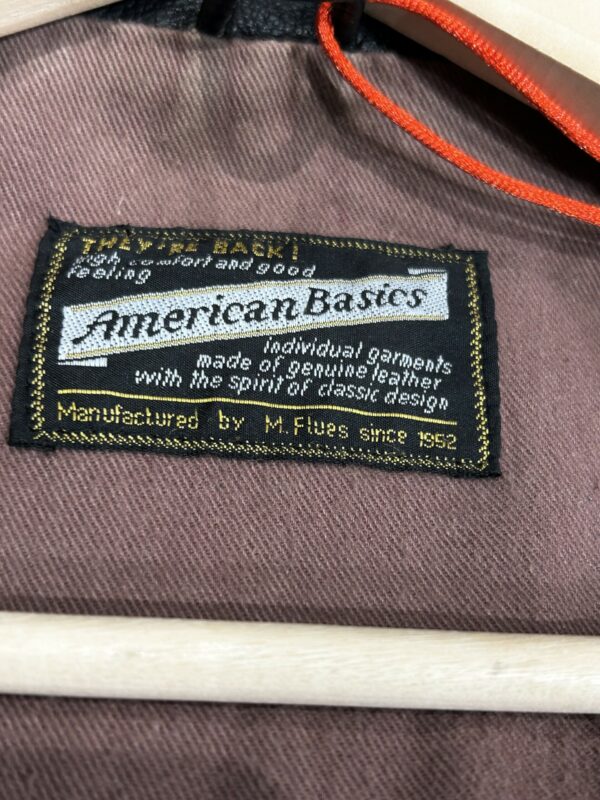 THEY'RE BACK!
high comfort and good
feeling
American Basics
individual garments
made of genuine leather
with the spirit of classic design
Manufactured by M. Flues since 1952